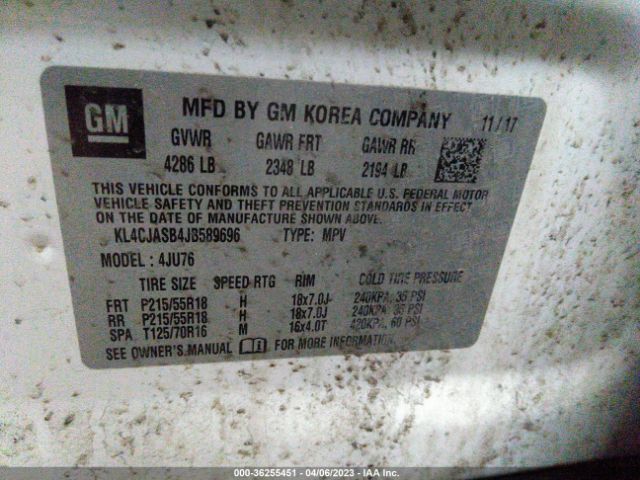 GM
MFD BY GM KOREA COMPANY 11/17
GVWR GAWR FRT GAWR RR
4286 LB 2348 LB 2194 LB
THIS VEHICLE CONFORMS TO ALL APPLICABLE U.S. FEDERAL MOTOR
VEHICLE SAFETY AND THEFT PREVENTION STANDARDS IN EFFECT
ON THE DATE OF MANUFACTURE SHOWN ABOVE.
KL4CJASB4JB589696 TYPE: MPV
MODEL : 4JU76
TIRE SIZE SPEED RTG RIM COLD TIRE PRESSURE
FRT P215/55R18 H 18x7.0J 240KPA, 35 PSI
RR P215/55R18 H 18x7.0J 240KPA, 35 PSI
SPA T125/70R16 M 16x4.0T 420KPA, 60 PSI
SEE OWNER'S MANUAL FOR MORE INFORMATION
000-36255451 - 04/06/2023 - IAA Inc.